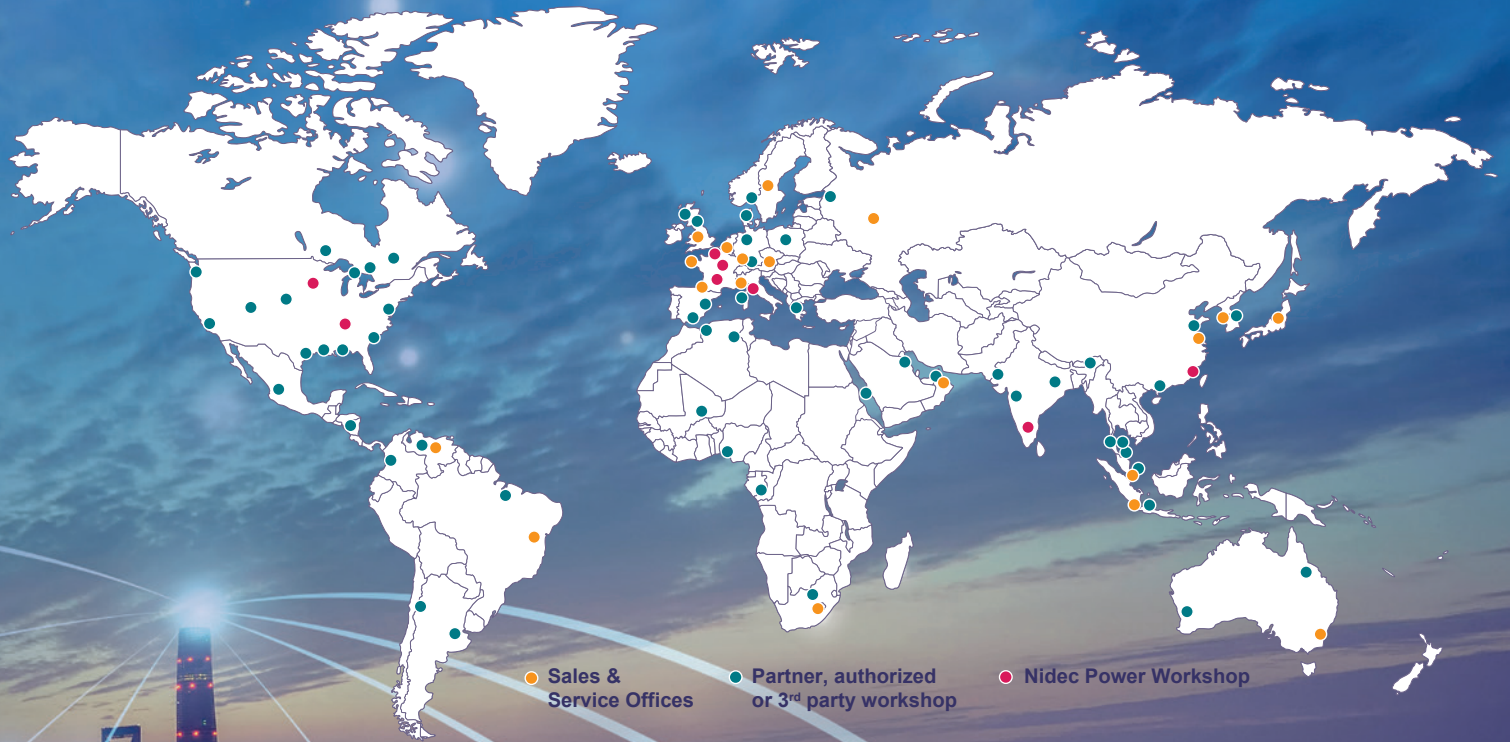 Sales &
Service Offices
Partner, authorized
or 3rd party workshop
Nidec Power Workshop